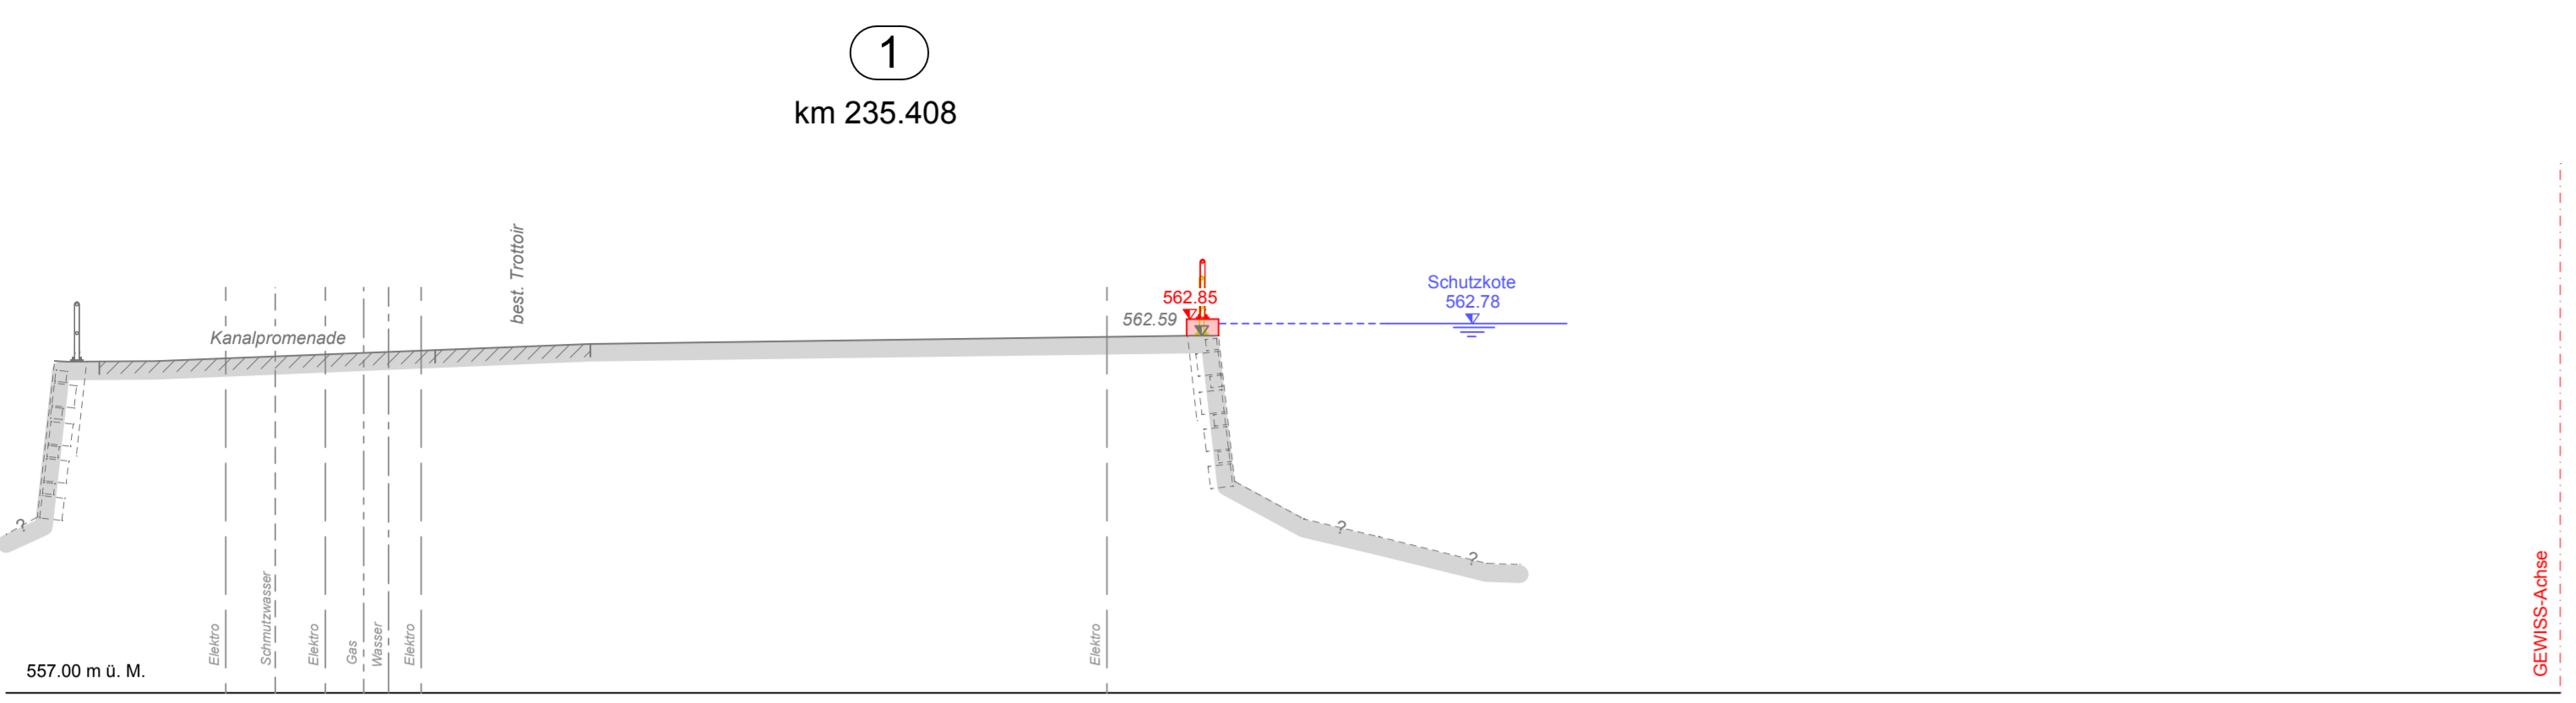 1
km 235.408
best. Trottoir
Kanalpromenade
562.85
562.59
Schutzkote
562.78
?
?
?
Elektro
Schmutzwasser
Elektro
Gas
Wasser
Elektro
Elektro
GEWISS-Achse
557.00 m ü. M.